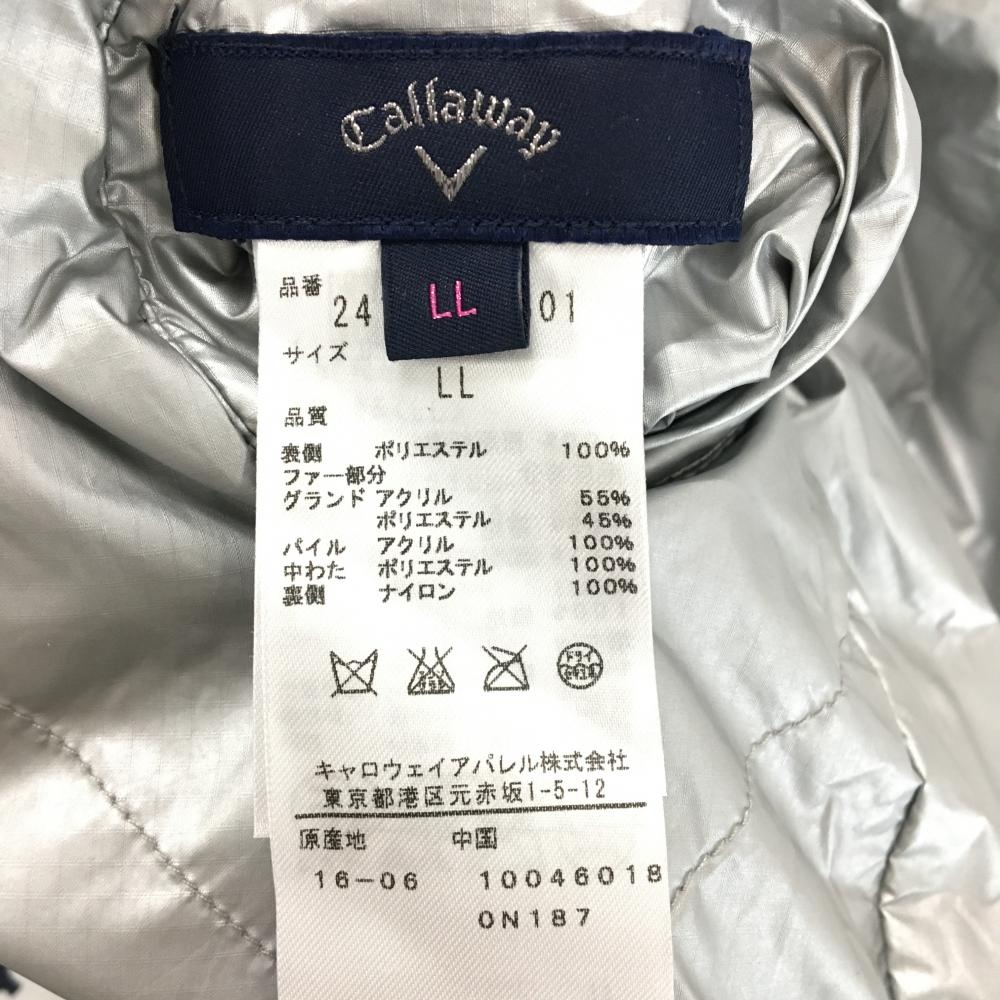 Callaway
LL
品番
24 01
サイズ
LL
品質
表側 ポリエステル 100%
ファー部分
グランド アクリル 55%
ポリエステル 45%
パイル アクリル 100%
中わた ポリエステル 100%
裏側 ナイロン 100%
ドライ
キャロウェイアパレル株式会社
東京都港区元赤坂1-5-12
原産地 中国
16-06 10046018
0N187